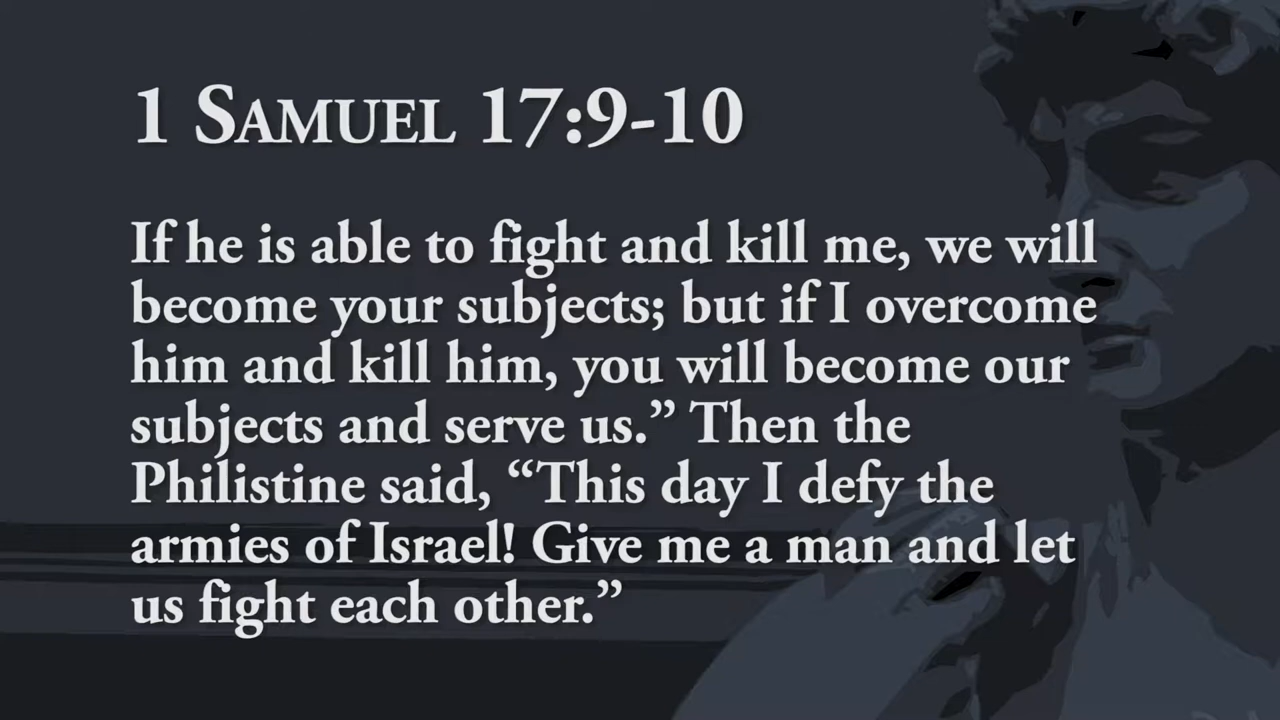 1 Samuel 17:9-10
If he is able to fight and kill me, we will
become your subjects; but if I overcome
him and kill him, you will become our
subjects and serve us.” Then the
Philistine said, “This day I defy the
armies of Israel! Give me a man and let
us fight each other.”